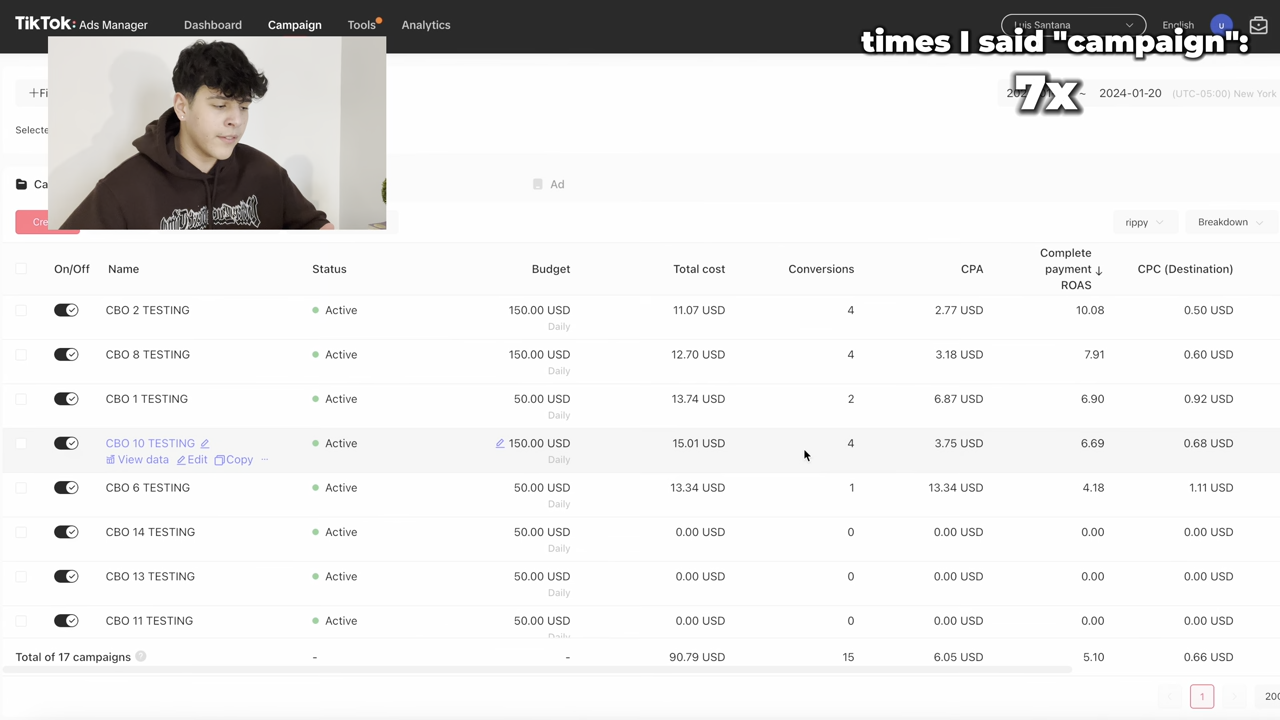 TikTok: Ads Manager Dashboard Campaign Tools Analytics Luis Santana English u
times I said "campaign":
7x
+Fi 2024-01-20 (UTC-05:00) New York
Selecte
Ca Ad
Cre rippy Breakdown
On/Off Name Status Budget Total cost Conversions CPA Complete payment ROAS CPC (Destination)
CBO 2 TESTING Active 150.00 USD 11.07 USD 4 2.77 USD 10.08 0.50 USD
Daily
CBO 8 TESTING Active 150.00 USD 12.70 USD 4 3.18 USD 7.91 0.60 USD
Daily
CBO 1 TESTING Active 50.00 USD 13.74 USD 2 6.87 USD 6.90 0.92 USD
Daily
CBO 10 TESTING Active 150.00 USD 15.01 USD 4 3.75 USD 6.69 0.68 USD
View data Edit Copy ... Daily
CBO 6 TESTING Active 50.00 USD 13.34 USD 1 13.34 USD 4.18 1.11 USD
Daily
CBO 14 TESTING Active 50.00 USD 0.00 USD 0 0.00 USD 0.00 0.00 USD
Daily
CBO 13 TESTING Active 50.00 USD 0.00 USD 0 0.00 USD 0.00 0.00 USD
Daily
CBO 11 TESTING Active 50.00 USD 0.00 USD 0 0.00 USD 0.00 0.00 USD
Daily
Total of 17 campaigns - - 90.79 USD 15 6.05 USD 5.10 0.66 USD
1 200